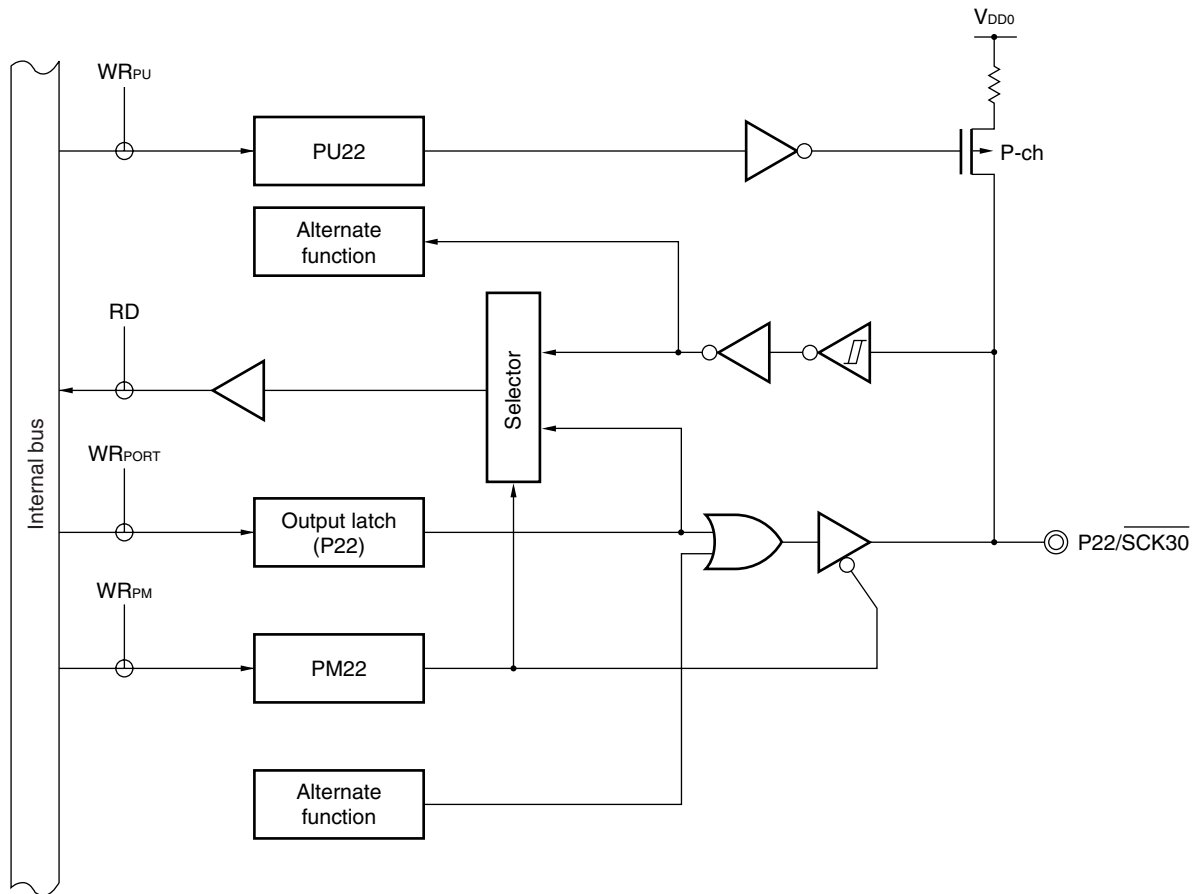 VDD0
WRPU
PU22
P-ch
Alternate
function
RD
Selector
Internal bus
WRPORT
Output latch
(P22)
P22/SCK30
WRPM
PM22
Alternate
function